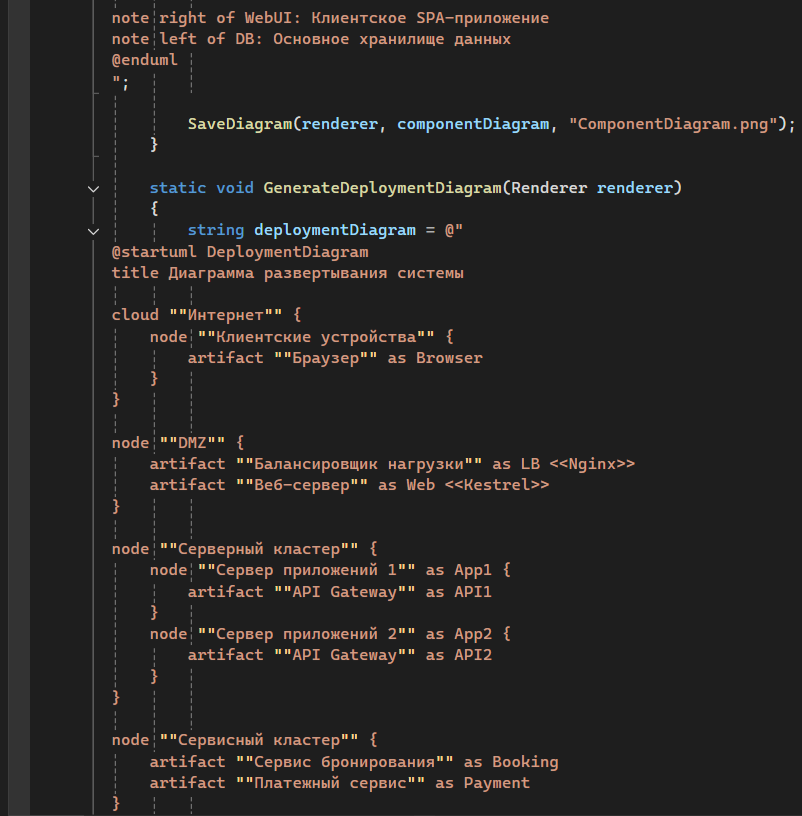 note right of WebUI: Клиентское SPA-приложение
note left of DB: Основное хранилище данных
@enduml
";
SaveDiagram(renderer, componentDiagram, "ComponentDiagram.png");
}
static void GenerateDeploymentDiagram(Renderer renderer)
{
string deploymentDiagram = @"
@startuml DeploymentDiagram
title Диаграмма развертывания системы
cloud ""Интернет"" {
node ""Клиентские устройства"" {
artifact ""Браузер"" as Browser
}
}
node ""DMZ"" {
artifact ""Балансировщик нагрузки"" as LB <<Nginx>>
artifact ""Веб-сервер"" as Web <<Kestrel>>
}
node ""Серверный кластер"" {
node ""Сервер приложений 1"" as App1 {
artifact ""API Gateway"" as API1
}
node ""Сервер приложений 2"" as App2 {
artifact ""API Gateway"" as API2
}
}
node ""Сервисный кластер"" {
artifact ""Сервис бронирования"" as Booking
artifact ""Платежный сервис"" as Payment
}